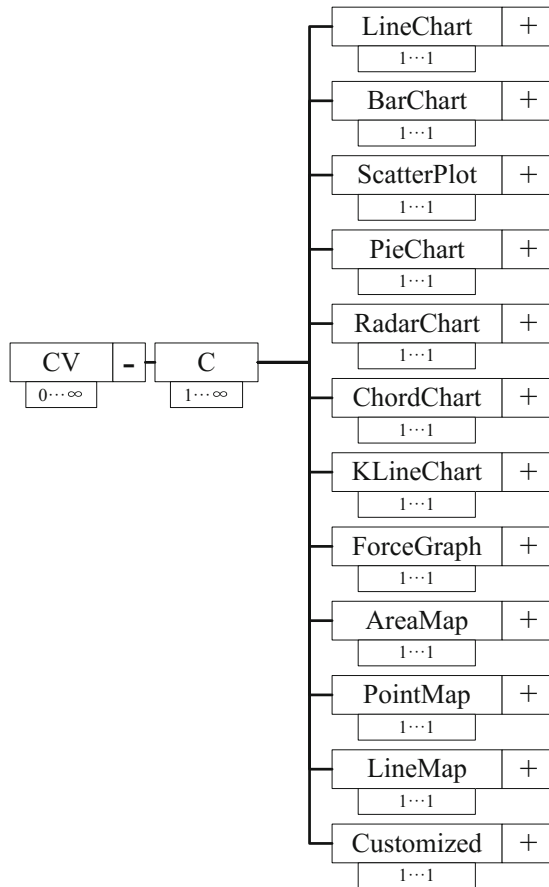 LineChart +
1···1
BarChart +
1···1
ScatterPlot +
1···1
PieChart +
1···1
RadarChart +
1···1
CV - C
0···∞ 1···∞
ChordChart +
1···1
KLineChart +
1···1
ForceGraph +
1···1
AreaMap +
1···1
PointMap +
1···1
LineMap +
1···1
Customized +
1···1